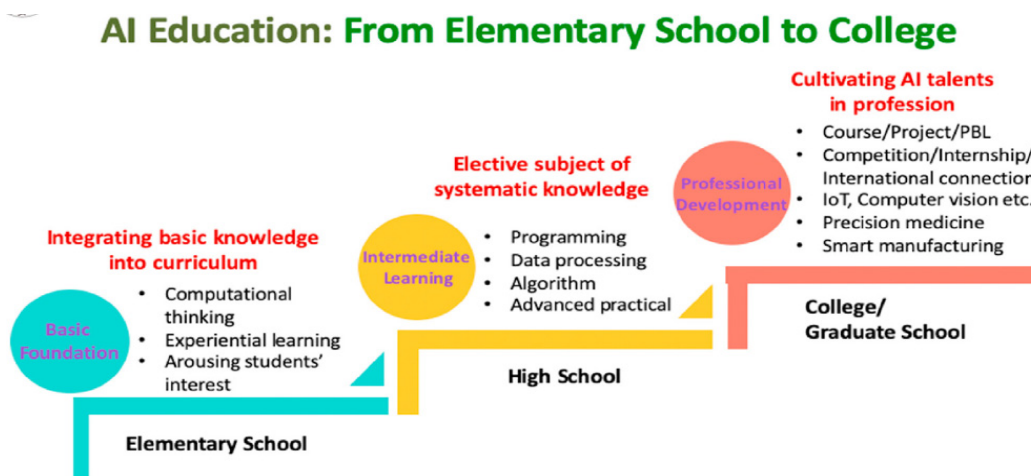 AI Education: From Elementary School to College
Basic
Foundation
Integrating basic knowledge
into curriculum
• Computational
thinking
• Experiential learning
• Arousing students'
interest
Elementary School
Intermediate
Learning
Elective subject of
systematic knowledge
• Programming
• Data processing
• Algorithm
• Advanced practical
High School
Professional
Development
Cultivating AI talents
in profession
• Course/Project/PBL
• Competition/Internship/
International connection
• IoT, Computer vision etc.
• Precision medicine
• Smart manufacturing
College/
Graduate School